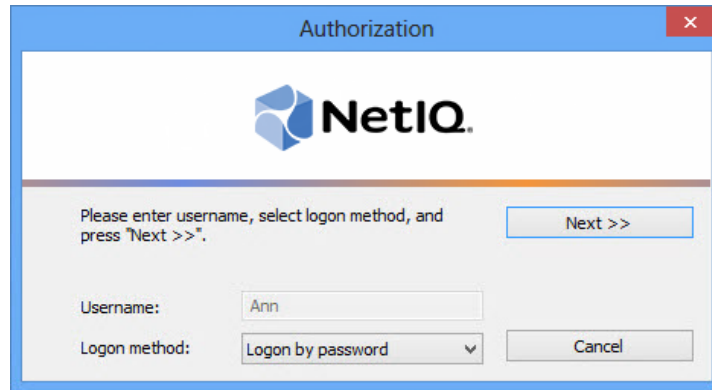 Authorization
NetIQ.
Please enter username, select logon method, and
press "Next >>".
Next >>
Username:
Ann
Logon method:
Logon by password
Cancel